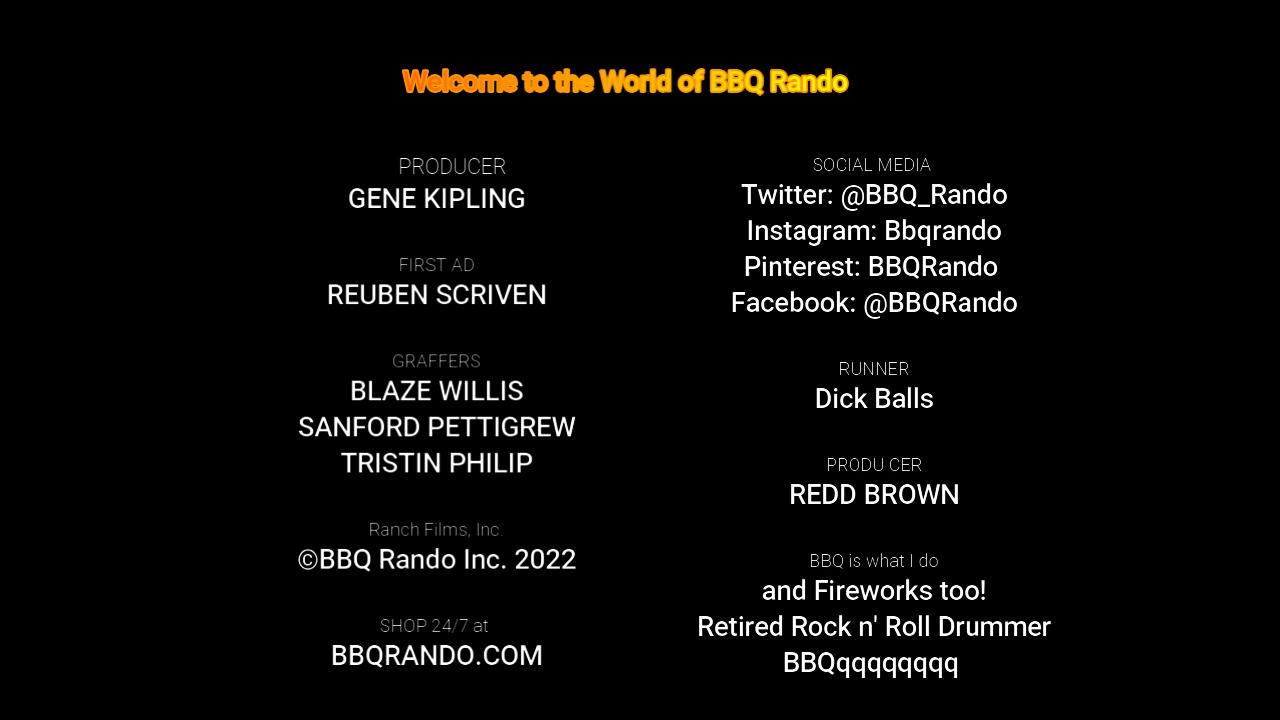 Welcome to the World of BBQ Rando
PRODUCER
GENE KIPLING
FIRST AD
REUBEN SCRIVEN
GRAFFERS
BLAZE WILLIS
SANFORD PETTIGREW
TRISTIN PHILIP
Ranch Films, Inc.
©BBQ Rando Inc. 2022
SHOP 24/7 at
BBQRANDO.COM
SOCIAL MEDIA
Twitter: @BBQ_Rando
Instagram: Bbqrando
Pinterest: BBQRando
Facebook: @BBQRando
RUNNER
Dick Balls
PRODU CER
REDD BROWN
BBQ is what I do
and Fireworks too!
Retired Rock n' Roll Drummer
BBQqqqqqqqq